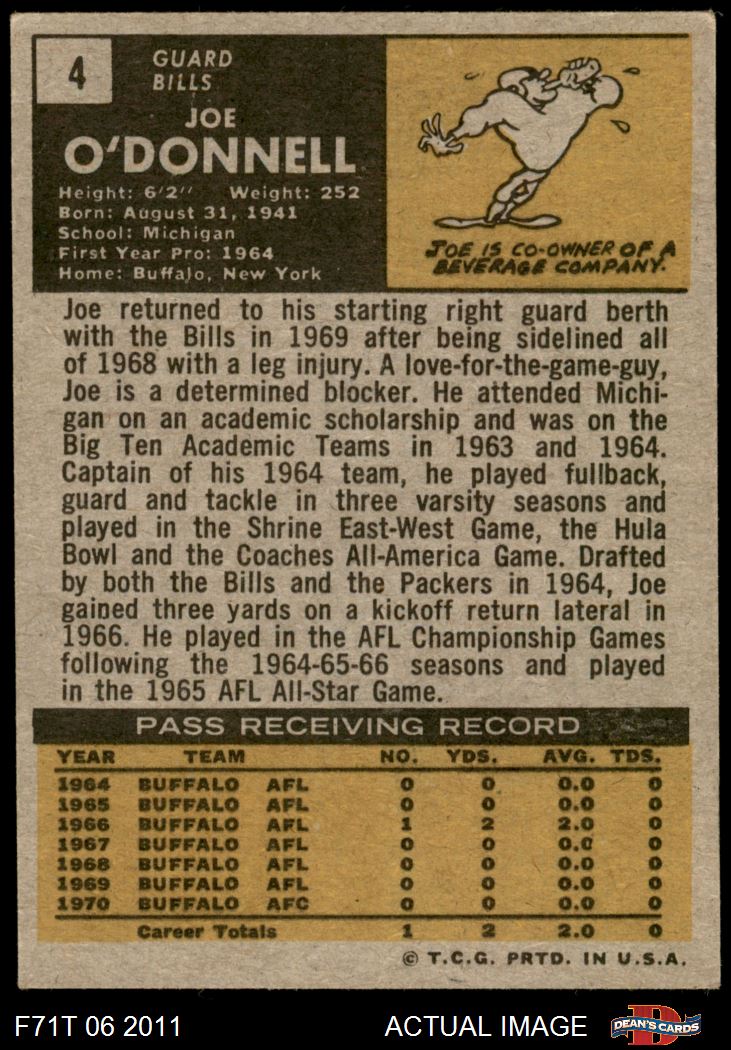 4
GUARD
BILLS
JOE
O'DONNELL
Height: 6'2" Weight: 252
Born: August 31, 1941
School: Michigan
First Year Pro: 1964
Home: Buffalo, New York
JOE IS CO-OWNER OF A
BEVERAGE COMPANY.
Joe returned to his starting right guard berth
with the Bills in 1969 after being sidelined all
of 1968 with a leg injury. A love-for-the-game-guy,
Joe is a determined blocker. He attended Michi-
gan on an academic scholarship and was on the
Big Ten Academic Teams in 1963 and 1964.
Captain of his 1964 team, he played fullback,
guard and tackle in three varsity seasons and
played in the Shrine East-West Game, the Hula
Bowl and the Coaches All-America Game. Drafted
by both the Bills and the Packers in 1964, Joe
gained three yards on a kickoff return lateral in
1966. He played in the AFL Championship Games
following the 1964-65-66 seasons and played
in the 1965 AFL All-Star Game.
PASS RECEIVING RECORD
YEAR TEAM NO. YDS. AVG. TDS.
1964 BUFFALO AFL 0 0 0.0 0
1965 BUFFALO AFL 0 0 0.0 0
1966 BUFFALO AFL 1 2 2.0 0
1967 BUFFALO AFL 0 0 0.0 0
1968 BUFFALO AFL 0 0 0.0 0
1969 BUFFALO AFL 0 0 0.0 0
1970 BUFFALO AFC 0 0 0.0 0
Career Totals 1 2 2.0 0
© T.C.G. PRTD. IN U.S.A.
F71T 06 2011 ACTUAL IMAGE D DEAN'S CARDS